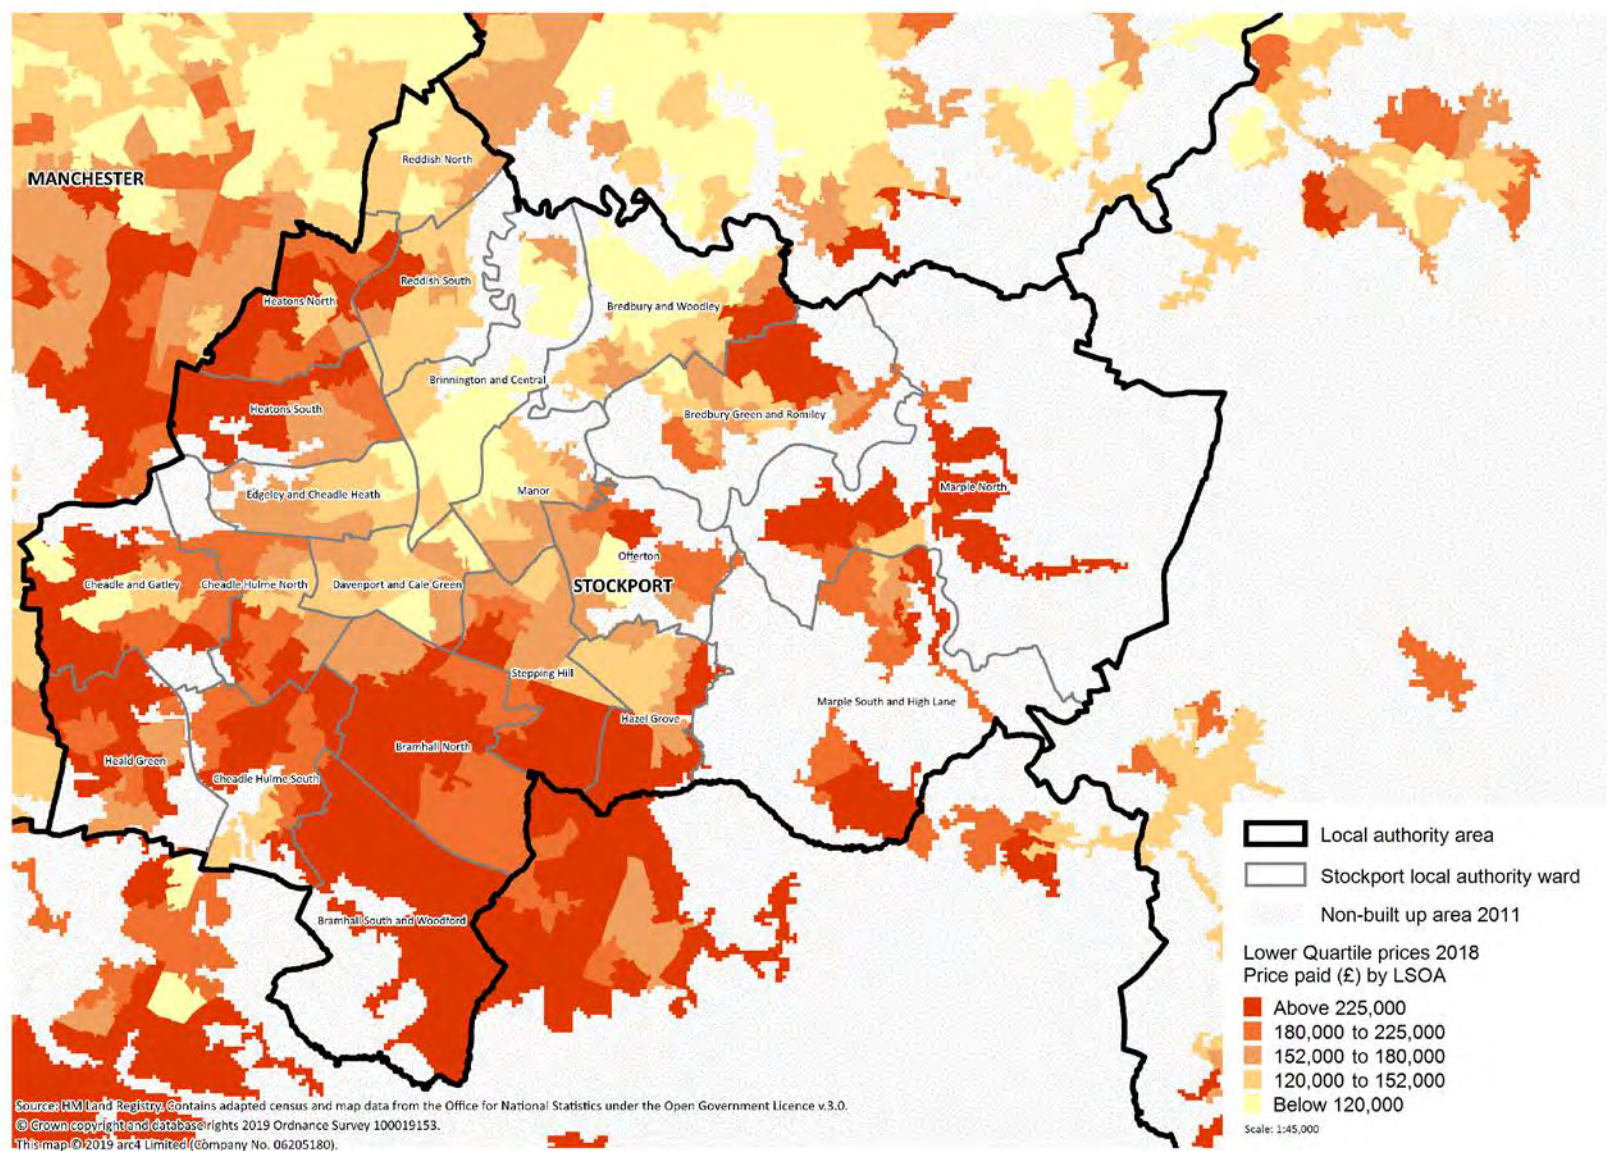 Reddish North
MANCHESTER
Reddish South
Heatons North
Bredbury and Woodley
Brinnington and Central
Heatons South
Bredbury Green and Romiley
Edgeley and Cheadle Heath
Manor
Marple North
Offerton
Cheadle and Gatley
Cheadle Hulme North
Davenport and Cale Green
STOCKPORT
Stepping Hill
Marple South and High Lane
Hazel Grove
Bramhall North
Heald Green
Cheadle Hulme South
Bramhall South and Woodford
Local authority area
Stockport local authority ward
Non-built up area 2011
Lower Quartile prices 2018
Price paid (£) by LSOA
Above 225,000
180,000 to 225,000
152,000 to 180,000
120,000 to 152,000
Below 120,000
Scale: 1:45,000
Source: HM Land Registry. Contains adapted census and map data from the Office for National Statistics under the Open Government Licence v.3.0.
© Crown copyright and database rights 2019 Ordnance Survey 100019153.
This map © 2019 arc4 Limited (Company No. 06205180).